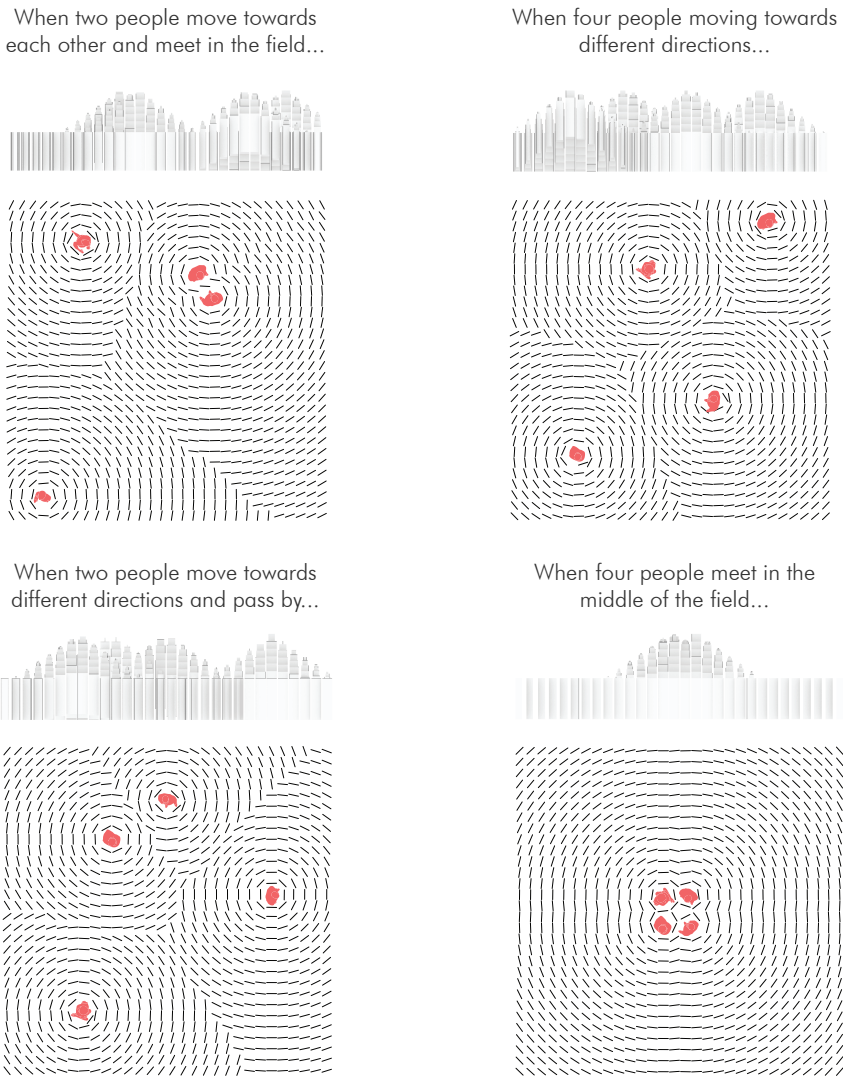 When two people move towards
each other and meet in the field...
When four people moving towards
different directions...
When two people move towards
different directions and pass by...
When four people meet in the
middle of the field...